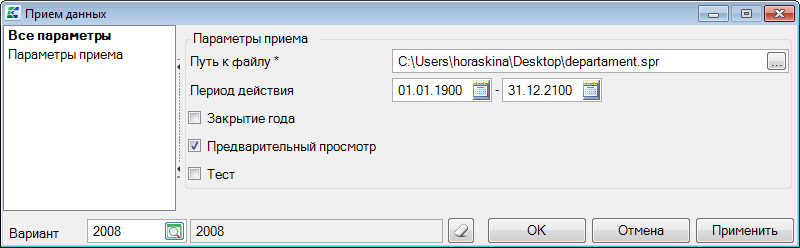 Прием данных
Все параметры
Параметры приема
Параметры приема
Путь к файлу * C:\Users\horaskina\Desktop\departament.spr ...
Период действия 01.01.1900 - 31.12.2100
Закрытие года
Предварительный просмотр
Тест
Вариант 2008 2008 OK Отмена Применить